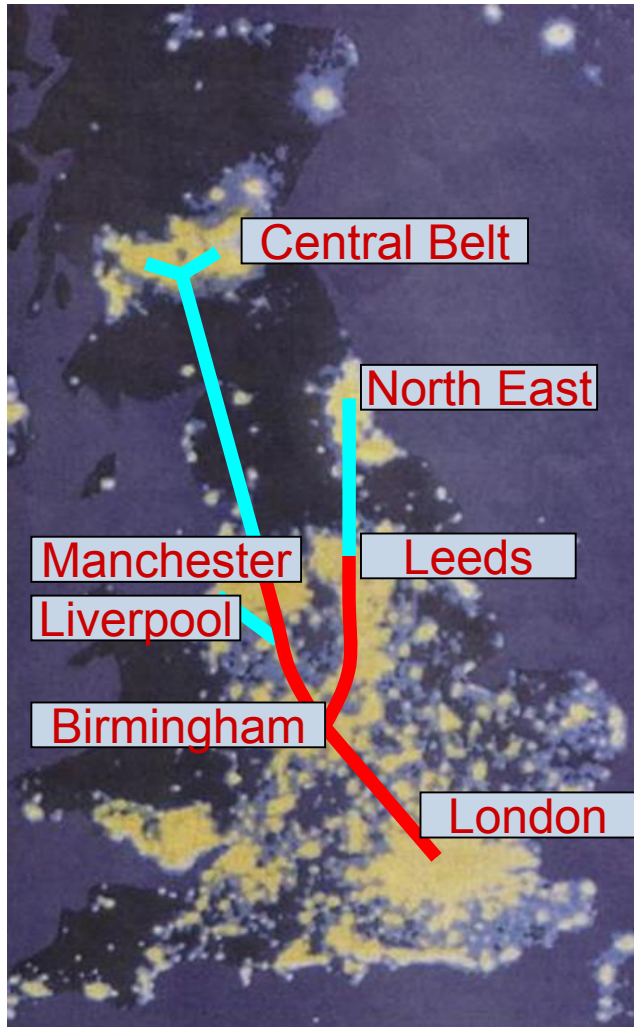 Central Belt
North East
Manchester
Leeds
Liverpool
Birmingham
London